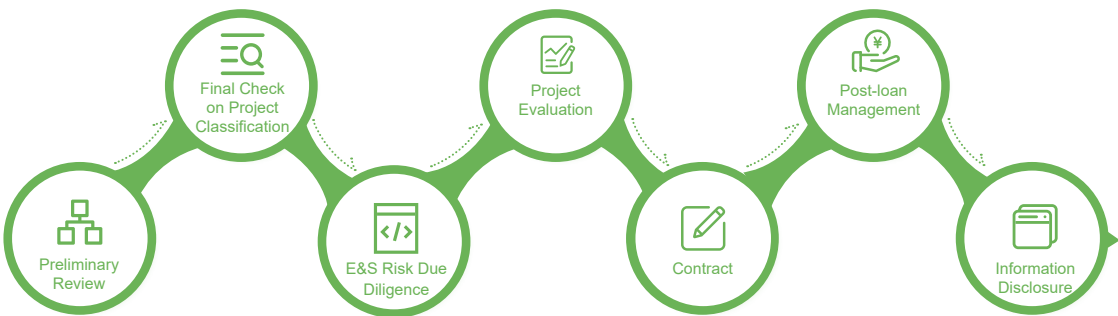 Preliminary
Review
Final Check
on Project
Classification
E&S Risk Due
Diligence
Project
Evaluation
Contract
¥
Post-loan
Management
Information
Disclosure